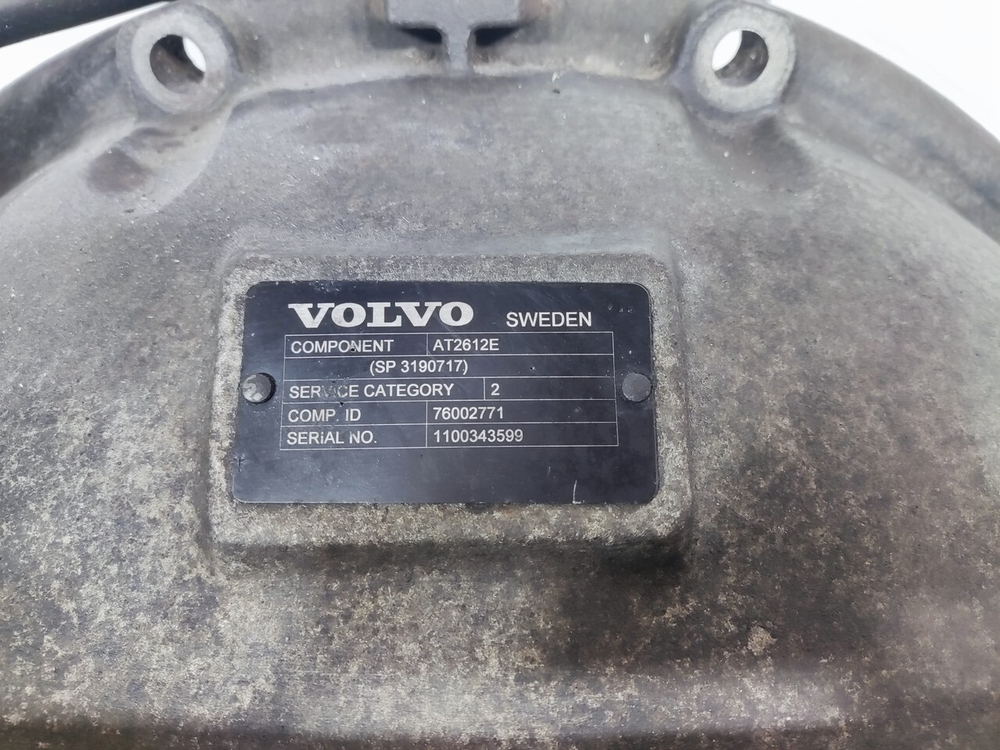 VOLVO SWEDEN
COMPONENT AT2612E
(SP 3190717)
SERVICE CATEGORY 2
COMP. ID 76002771
SERIAL NO. 1100343599